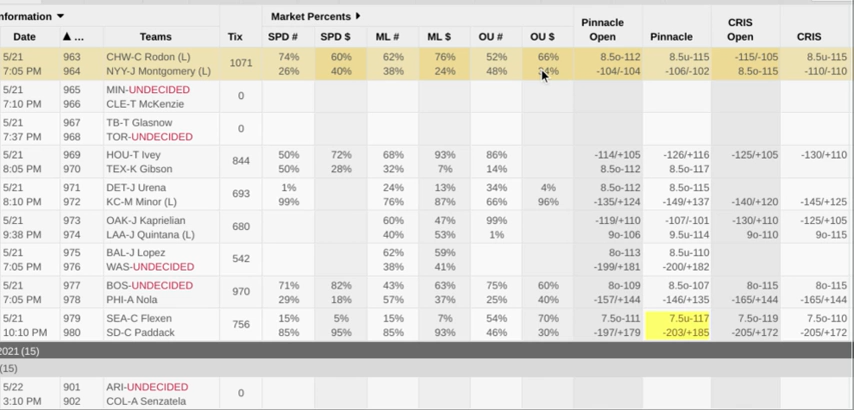 nformation ▼ Market Percents ▶
Date ▲ ... Teams Tix SPD # SPD $ ML # ML $ OU # OU $ Pinnacle Open Pinnacle CRIS Open CRIS
5/21 963 CHW-C Rodon (L) 1071 74% 60% 62% 76% 52% 66% 8.5o-112 8.5u-115 -115/-105 8.5u-115
7:05 PM 964 NYY-J Montgomery (L) 26% 40% 38% 24% 48% -104/-104 -106/-102 8.5o-115 -110/-110
5/21 965 MIN-UNDECIDED 0
7:10 PM 966 CLE-T McKenzie
5/21 967 TB-T Glasnow 0
7:37 PM 968 TOR-UNDECIDED
5/21 969 HOU-T Ivey 844 50% 72% 68% 93% 86% -114/+105 -126/+116 -125/+105 -130/+110
8:05 PM 970 TEX-K Gibson 50% 28% 32% 7% 14% 8.5o-112 8.5u-117
5/21 971 DET-J Urena 693 1% 24% 13% 34% 4% 8.5o-112 8.5u-115
8:10 PM 972 KC-M Minor (L) 99% 76% 87% 66% 96% -135/+124 -149/+137 -140/+120 -145/+125
5/21 973 OAK-J Kaprielian 680 60% 47% 99% -119/+110 -107/-101 -130/+110 -125/+105
9:38 PM 974 LAA-J Quintana (L) 40% 53% 1% 9o-106 9.5u-114 9o-110 9o-115
5/21 975 BAL-J Lopez 542 62% 59% 8o-113 8.5u-110
7:05 PM 976 WAS-UNDECIDED 38% 41% -199/+181 -200/+182
5/21 977 BOS-UNDECIDED 970 71% 82% 43% 63% 75% 60% 8o-109 8.5o-107 8o-115 8o-115
7:05 PM 978 PHI-A Nola 29% 18% 57% 37% 25% 40% -157/+144 -146/+135 -165/+144 -165/+144
5/21 979 SEA-C Flexen 756 15% 5% 15% 7% 54% 70% 7.5o-111 7.5u-117 7.5o-119 7.5o-110
10:10 PM 980 SD-C Paddack 85% 95% 85% 93% 46% 30% -197/+179 -203/+185 -205/+172 -205/+172
2021 (15)
(15)
5/22 901 ARI-UNDECIDED 0
3:10 PM 902 COL-A Senzatela